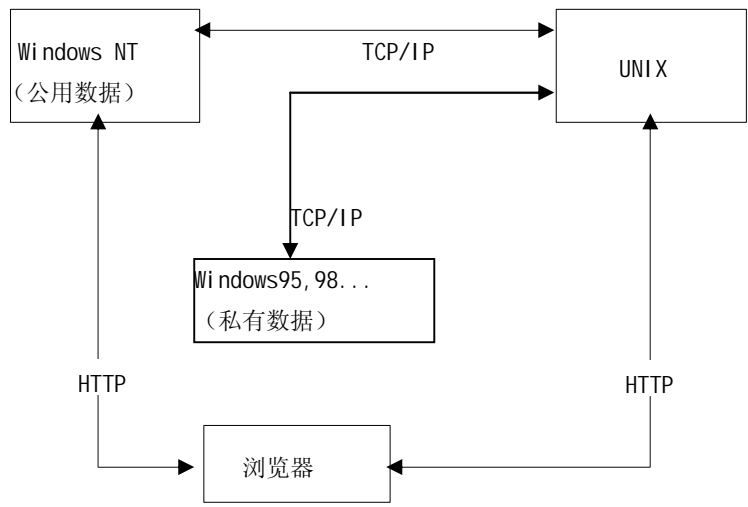 Windows NT
（公用数据）
TCP/IP
UNIX
TCP/IP
Windows95,98...
（私有数据）
HTTP
HTTP
浏览器